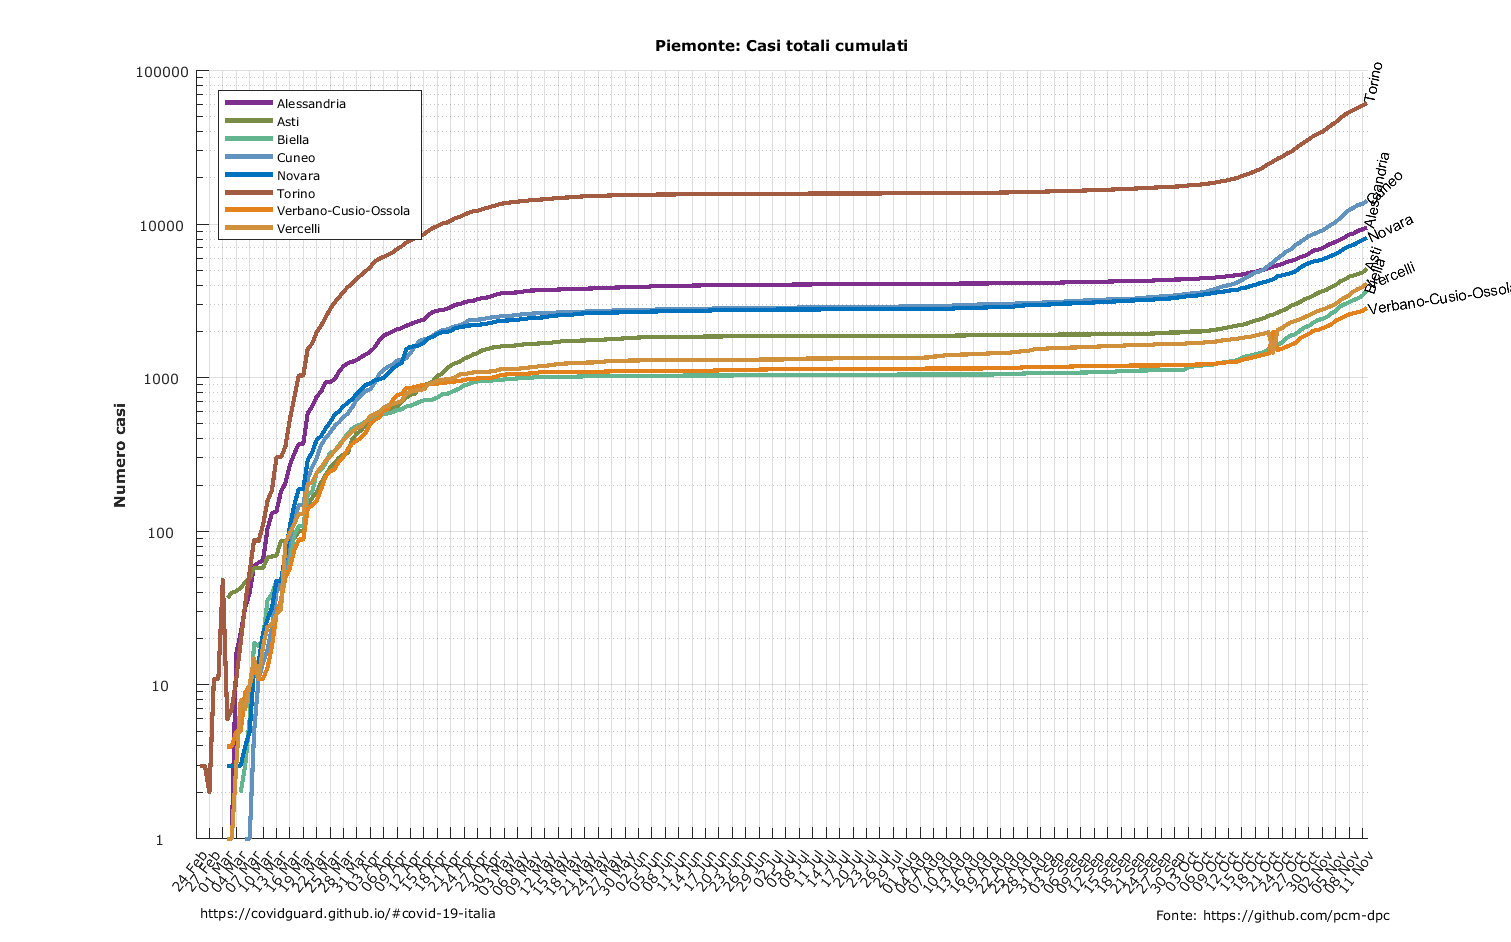 Piemonte: Casi totali cumulati
100000
10000
1000
100
10
1
Numero casi
Alessandria
Asti
Biella
Cuneo
Novara
Torino
Verbano-Cusio-Ossola
Vercelli
Torino
Alessandria
Cuneo
Novara
Asti
Vercelli
Biella
Verbano-Cusio-Ossola
24 Feb
27 Feb
01 Mar
04 Mar
07 Mar
10 Mar
13 Mar
16 Mar
19 Mar
22 Mar
25 Mar
28 Mar
31 Mar
03 Apr
06 Apr
09 Apr
12 Apr
15 Apr
18 Apr
21 Apr
24 Apr
27 Apr
30 Apr
03 May
06 May
09 May
12 May
15 May
18 May
21 May
24 May
27 May
30 May
02 Jun
05 Jun
08 Jun
11 Jun
14 Jun
17 Jun
20 Jun
23 Jun
26 Jun
29 Jun
02 Jul
05 Jul
08 Jul
11 Jul
14 Jul
17 Jul
20 Jul
23 Jul
26 Jul
29 Jul
01 Aug
04 Aug
07 Aug
10 Aug
13 Aug
16 Aug
19 Aug
22 Aug
25 Aug
28 Aug
31 Aug
03 Sep
06 Sep
09 Sep
12 Sep
15 Sep
18 Sep
21 Sep
24 Sep
27 Sep
30 Sep
03 Oct
06 Oct
09 Oct
12 Oct
15 Oct
18 Oct
21 Oct
24 Oct
27 Oct
30 Oct
02 Nov
05 Nov
08 Nov
11 Nov
https://covidguard.github.io/#covid-19-italia
Fonte: https://github.com/pcm-dpc